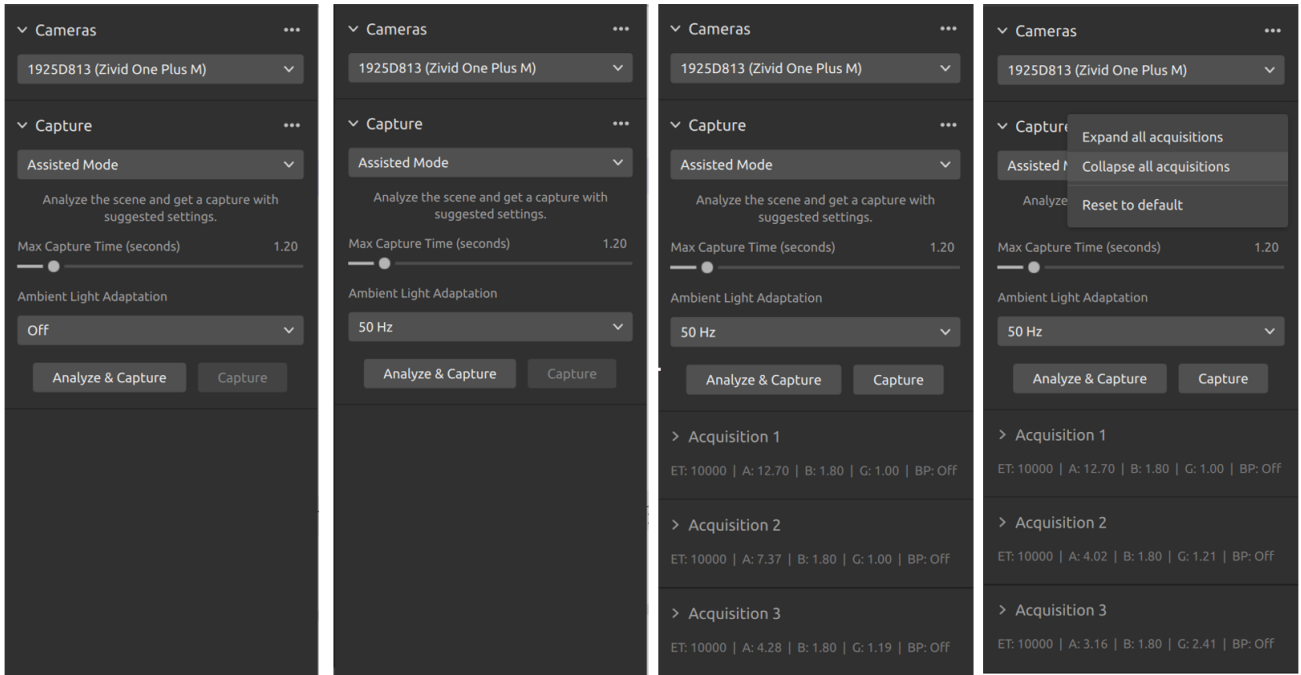 Cameras
1925D813 (Zivid One Plus M)
Capture
Assisted Mode
Analyze the scene and get a capture with
suggested settings.
Max Capture Time (seconds) 1.20
Ambient Light Adaptation
Off
Analyze & Capture Capture
Cameras
1925D813 (Zivid One Plus M)
Capture
Assisted Mode
Analyze the scene and get a capture with
suggested settings.
Max Capture Time (seconds) 1.20
Ambient Light Adaptation
50 Hz
Analyze & Capture Capture
Cameras
1925D813 (Zivid One Plus M)
Capture
Assisted Mode
Analyze the scene and get a capture with
suggested settings.
Max Capture Time (seconds) 1.20
Ambient Light Adaptation
50 Hz
Analyze & Capture Capture
Acquisition 1
ET: 10000 | A: 12.70 | B: 1.80 | G: 1.00 | BP: Off
Acquisition 2
ET: 10000 | A: 7.37 | B: 1.80 | G: 1.00 | BP: Off
Acquisition 3
ET: 10000 | A: 4.28 | B: 1.80 | G: 1.19 | BP: Off
Cameras
1925D813 (Zivid One Plus M)
Capture
Expand all acquisitions
Assisted M
Collapse all acquisitions
Analyze
Reset to default
Max Capture Time (seconds) 1.20
Ambient Light Adaptation
50 Hz
Analyze & Capture Capture
Acquisition 1
ET: 10000 | A: 12.70 | B: 1.80 | G: 1.00 | BP: Off
Acquisition 2
ET: 10000 | A: 4.02 | B: 1.80 | G: 1.21 | BP: Off
Acquisition 3
ET: 10000 | A: 3.16 | B: 1.80 | G: 2.41 | BP: Off